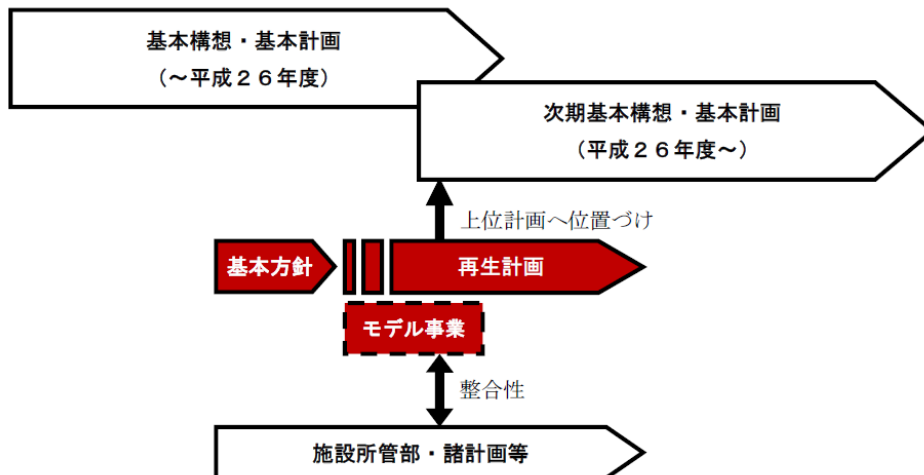 基本構想・基本計画
（～平成２６年度）
次期基本構想・基本計画
（平成２６年度～）
上位計画へ位置づけ
基本方針
再生計画
モデル事業
整合性
施設所管部・諸計画等